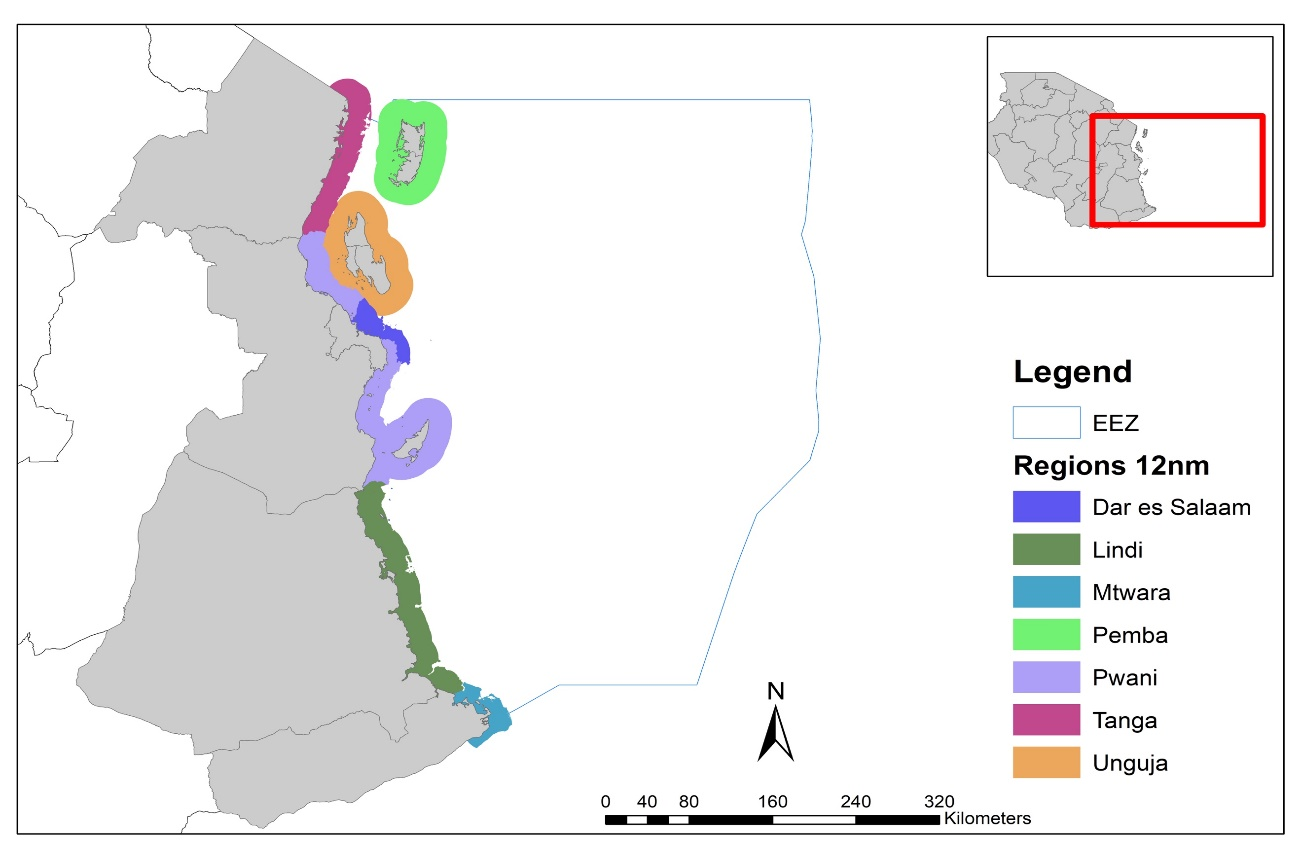 Legend
EEZ
Regions 12nm
Dar es Salaam
Lindi
Mtwara
Pemba
Pwani
Tanga
Unguja
N
0 40 80 160 240 320
Kilometers